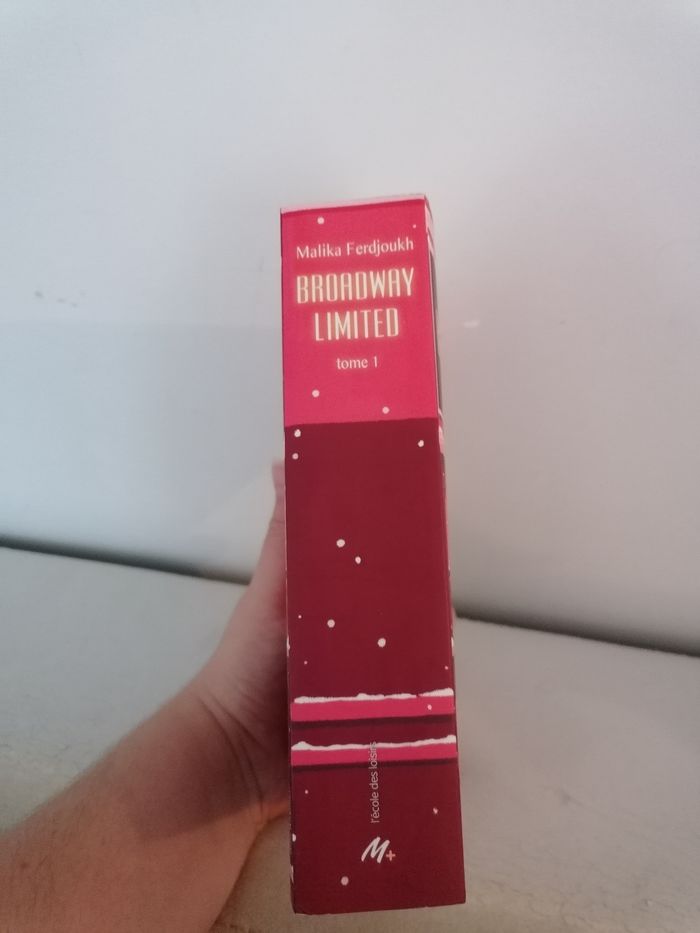 Malika Ferdjoukh
BROADWAY
LIMITED
tome 1
l'école des loisirs
M+